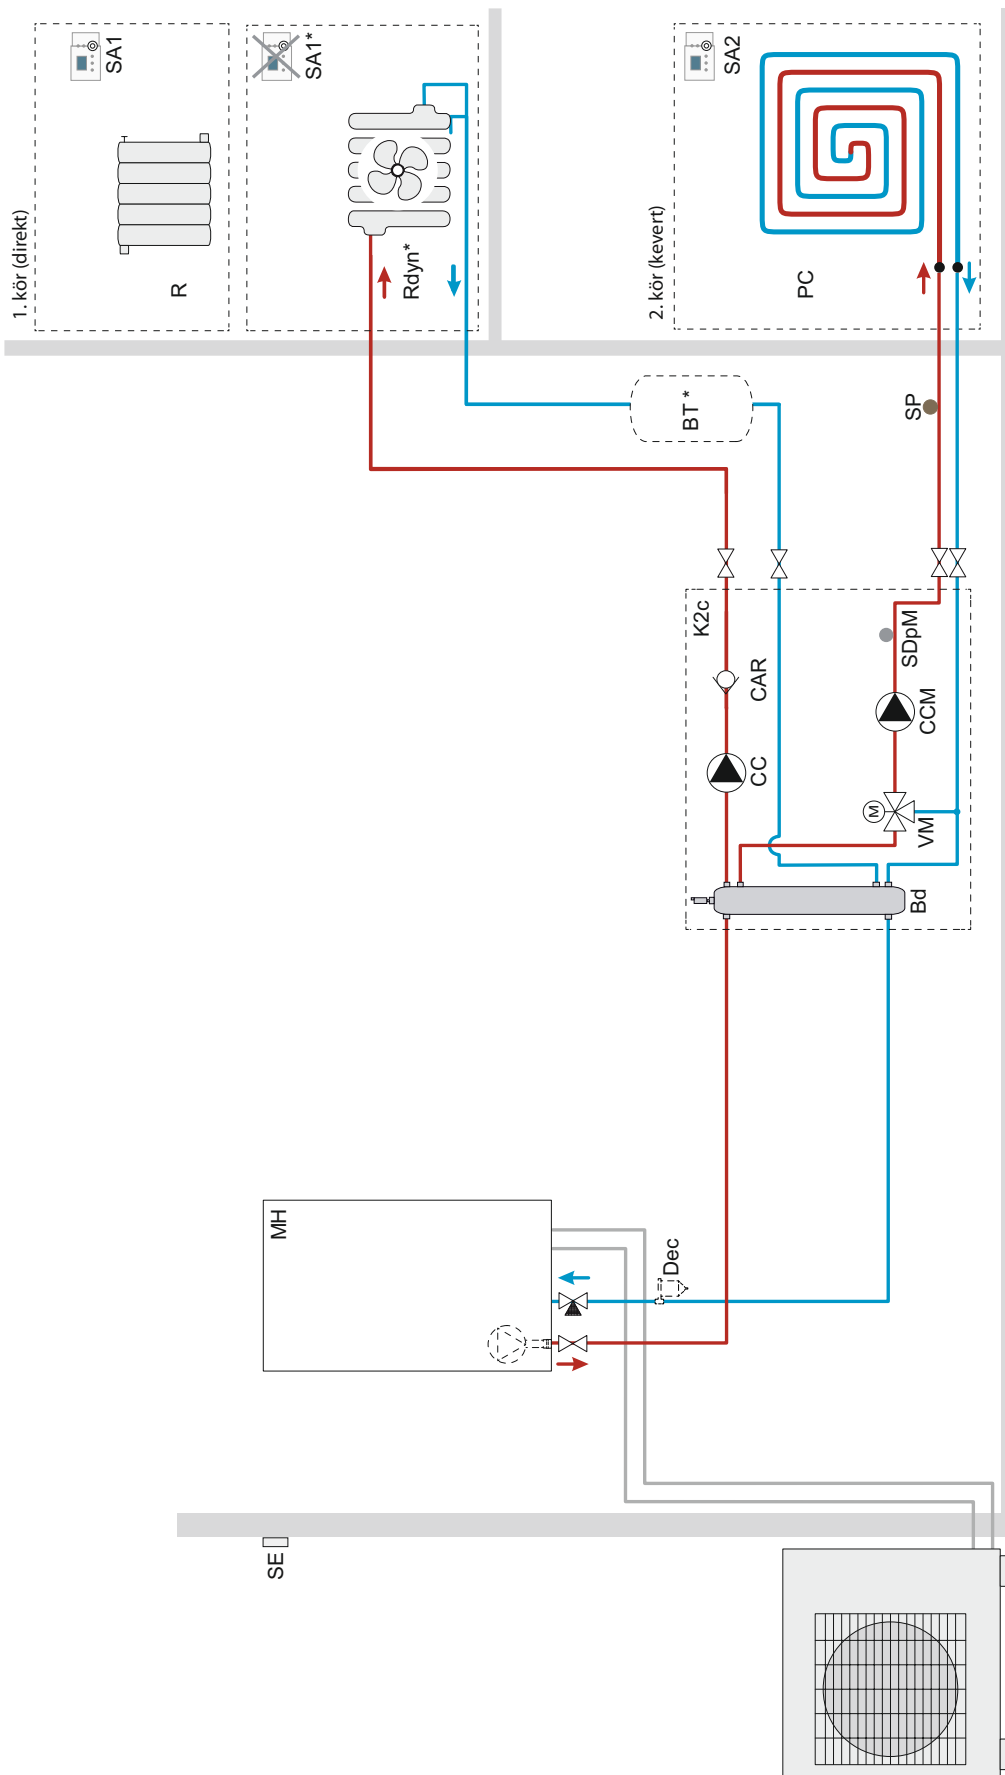 1. kör (direkt)
SA1
R
SA1*
Rdyn*
2. kör (kevert)
SA2
PC
BT *
SP
K2c
CAR
CC
SDpM
CCM
M
VM
Bd
MH
Dec
SE